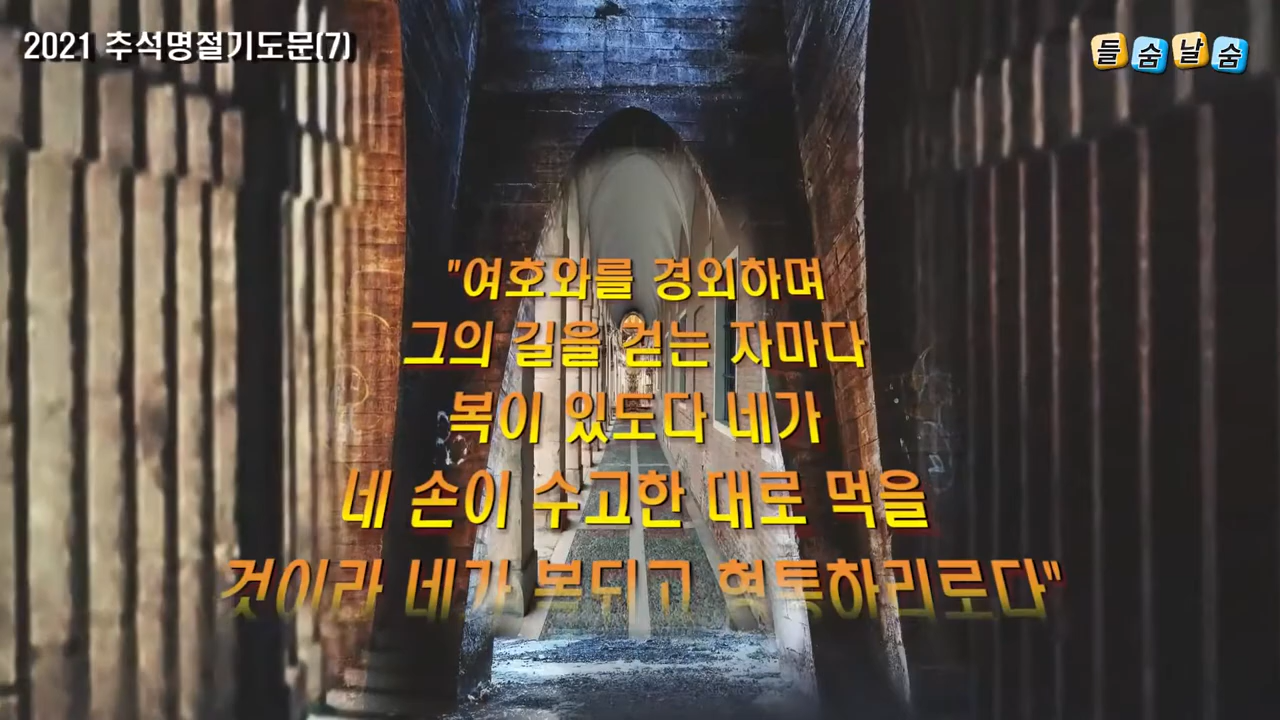 2021 추석명절기도문(7)
들숨날숨
"여호와를 경외하며
그의 길을 걷는 자마다
복이 있도다 네가
네 손이 수고한 대로 먹을
것이라 네가 복되고 형통하리로다"